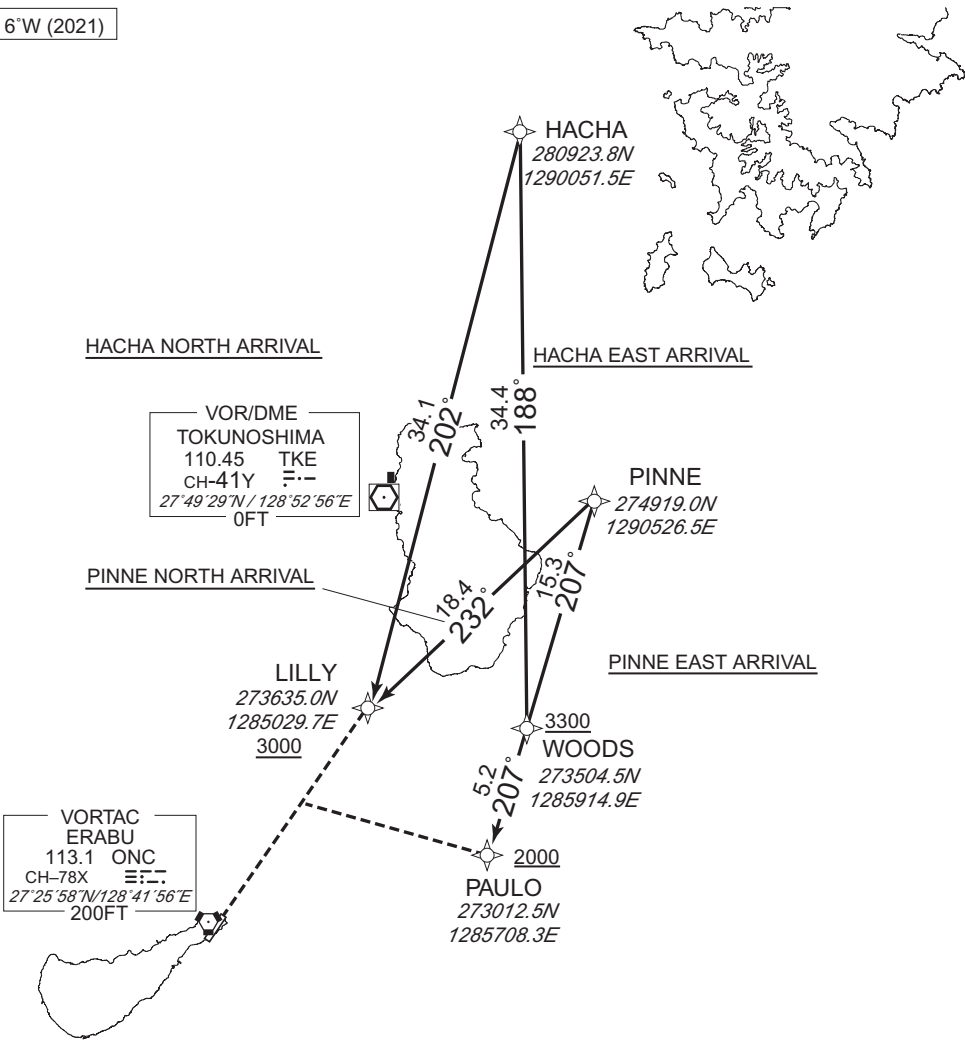 6˚W (2021)
HACHA
280923.8N
1290051.5E
HACHA NORTH ARRIVAL
HACHA EAST ARRIVAL
34.1
202˚
34.4
188˚
VOR/DME
TOKUNOSHIMA
110.45 TKE
CH-41Y
27˚49´29˝N / 128˚52´56˝E
0FT
PINNE
274919.0N
1290526.5E
PINNE NORTH ARRIVAL
18.4
232˚
15.3
207˚
PINNE EAST ARRIVAL
LILLY
273635.0N
1285029.7E
3000
3300
WOODS
273504.5N
1285914.9E
5.2
207˚
VORTAC
ERABU
113.1 ONC
CH–78X
27˚25´58˝N/128˚41´56˝E
200FT
2000
PAULO
273012.5N
1285708.3E